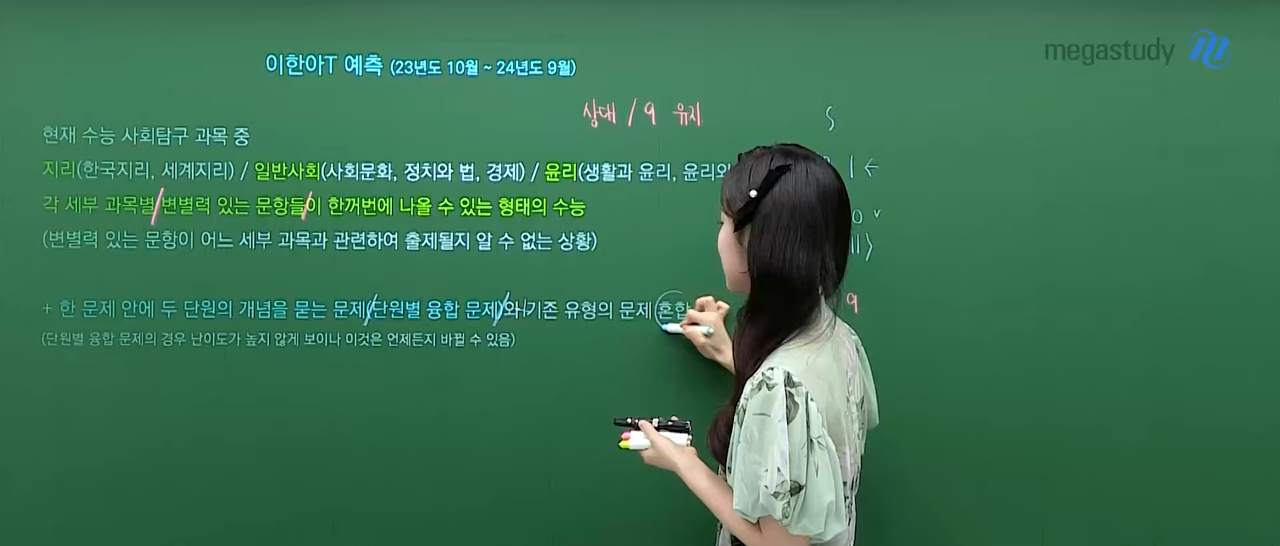 megastudy
이한아T 예측 (23년도 10월 ~ 24년도 9월)
상대 / 9 유지
현재 수능 사회탐구 과목 중
지리(한국지리, 세계지리) / 일반사회(사회문화, 정치와 법, 경제) / 윤리(생활과 윤리, 윤리와
각 세부 과목별 변별력 있는 문항들이 한꺼번에 나올 수 있는 형태의 수능
(변별력 있는 문항이 어느 세부 과목과 관련하여 출제될지 알 수 없는 상황)
+ 한 문제 안에 두 단원의 개념을 묻는 문제(단원별 융합 문제)와 기존 유형의 문제 혼합
9
(단원별 융합 문제의 경우 난이도가 높지 않게 보이나 이것은 언제든지 바뀔 수 있음)